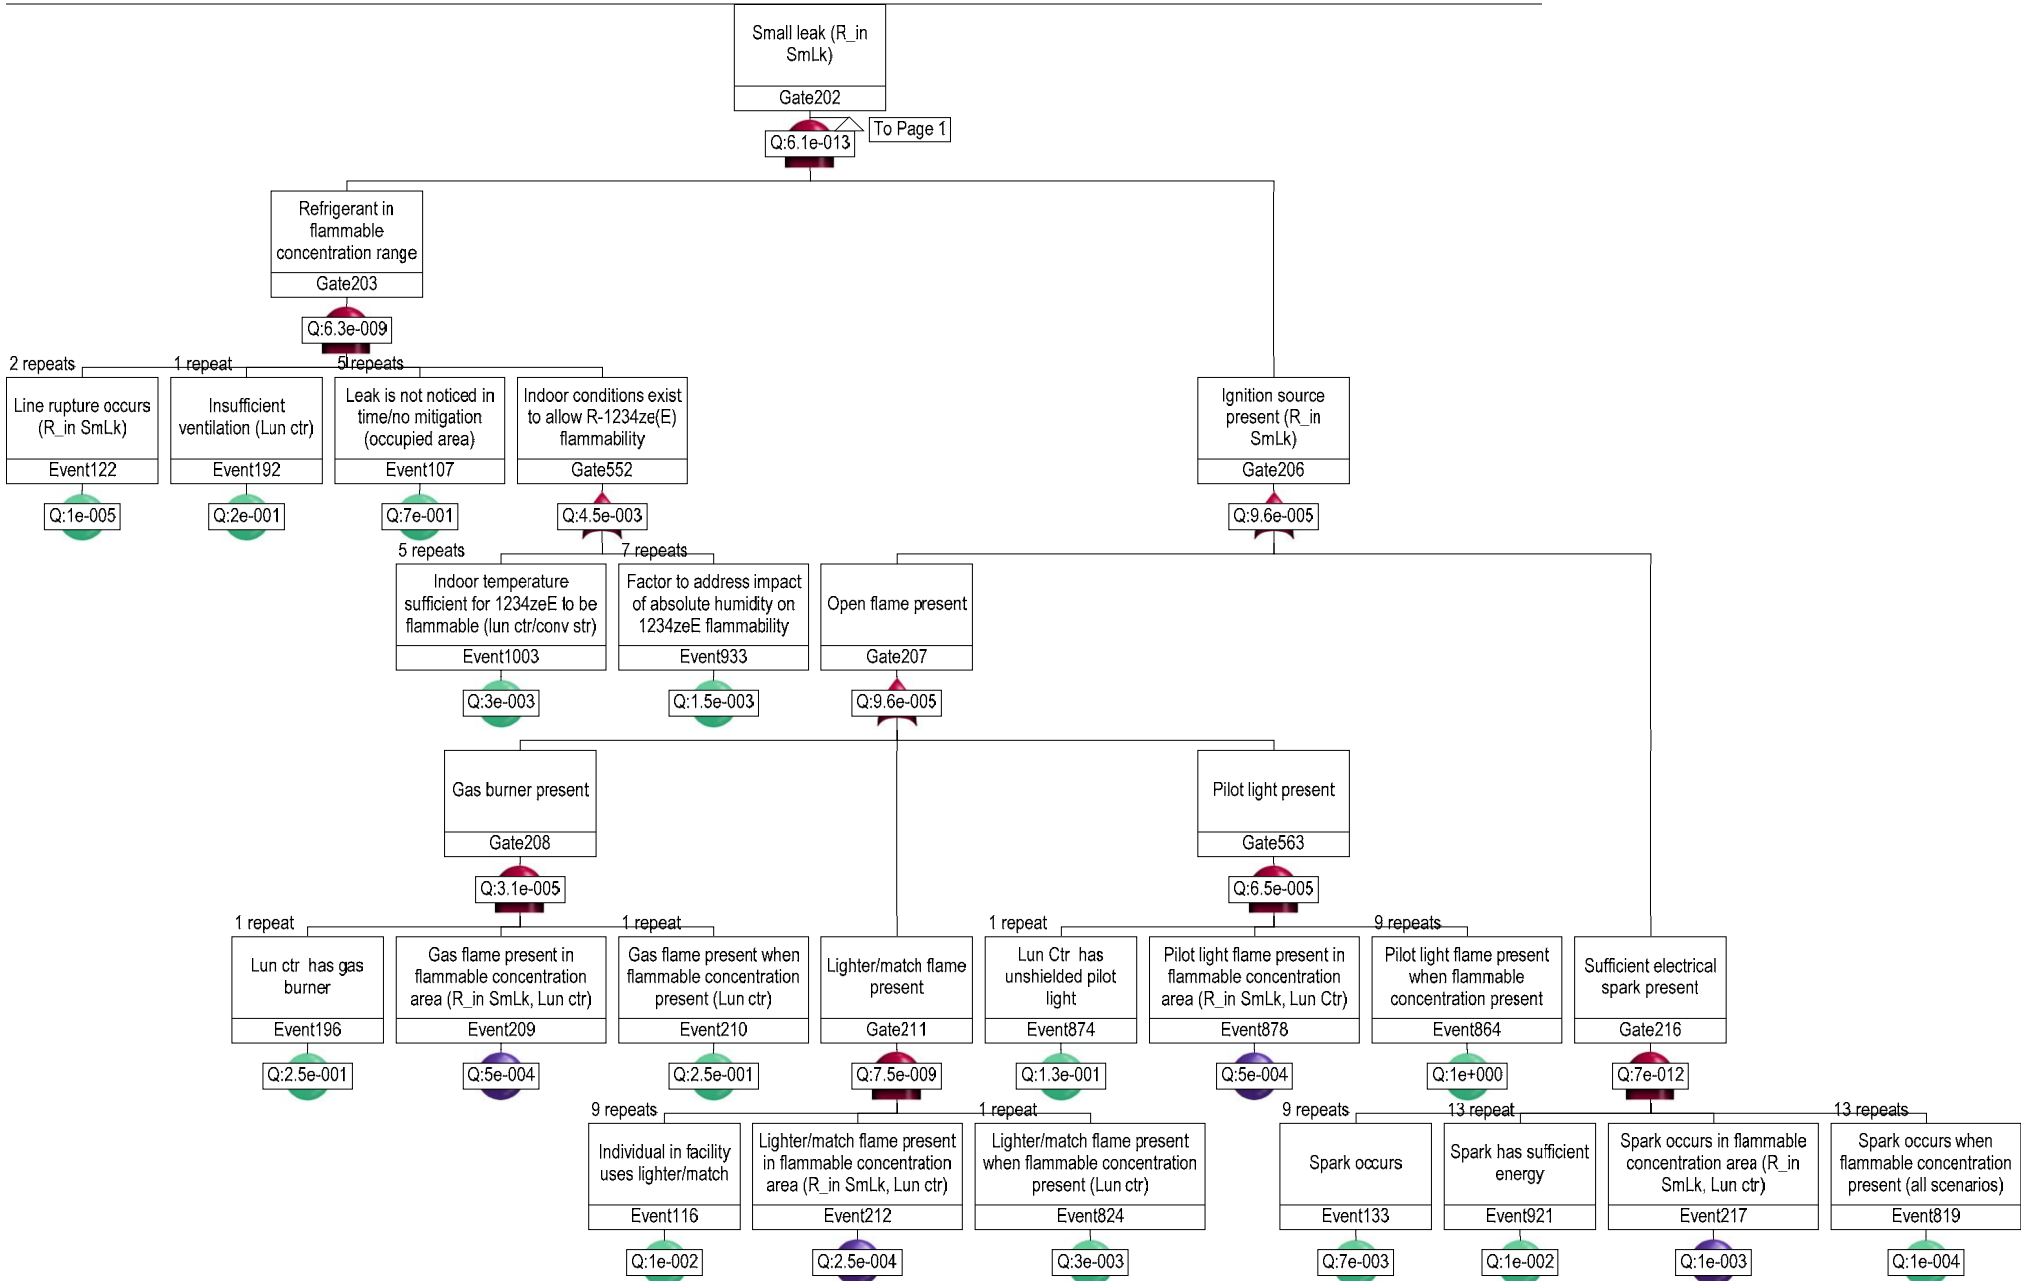 Small leak (R_in
SmLk)
Gate202
To Page 1
Q:6.1e-013
Refrigerant in
flammable
concentration range
Gate203
Q:6.3e-009
2 repeats
1 repeat
5 repeats
Line rupture occurs
(R_in SmLk)
Event122
Q:1e-005
Insufficient
ventilation (Lun ctr)
Event192
Q:2e-001
Leak is not noticed in
time/no mitigation
(occupied area)
Event107
Q:7e-001
Indoor conditions exist
to allow R-1234ze(E)
flammability
Gate552
Q:4.5e-003
Ignition source
present (R_in
SmLk)
Gate206
Q:9.6e-005
5 repeats
7 repeats
Indoor temperature
sufficient for 1234zeE to be
flammable (lun ctr/conv str)
Event1003
Q:3e-003
Factor to address impact
of absolute humidity on
1234zeE flammability
Event933
Q:1.5e-003
Open flame present
Gate207
Q:9.6e-005
Gas burner present
Gate208
Q:3.1e-005
Pilot light present
Gate563
Q:6.5e-005
1 repeat
1 repeat
1 repeat
9 repeats
Lun ctr has gas
burner
Event196
Q:2.5e-001
Gas flame present in
flammable concentration
area (R_in SmLk, Lun ctr)
Event209
Q:5e-004
Gas flame present when
flammable concentration
present (Lun ctr)
Event210
Q:2.5e-001
Lighter/match flame
present
Gate211
Q:7.5e-009
Lun Ctr has
unshielded pilot
light
Event874
Q:1.3e-001
Pilot light flame present in
flammable concentration
area (R_in SmLk, Lun Ctr)
Event878
Q:5e-004
Pilot light flame present
when flammable
concentration present
Event864
Q:1e+000
Sufficient electrical
spark present
Gate216
Q:7e-012
9 repeats
1 repeat
9 repeats
13 repeat
13 repeats
Individual in facility
uses lighter/match
Event116
Q:1e-002
Lighter/match flame present
in flammable concentration
area (R_in SmLk, Lun ctr)
Event212
Q:2.5e-004
Lighter/match flame present
when flammable concentration
present (Lun ctr)
Event824
Q:3e-003
Spark occurs
Event133
Q:7e-003
Spark has sufficient
energy
Event921
Q:1e-002
Spark occurs in flammable
concentration area (R_in
SmLk, Lun ctr)
Event217
Q:1e-003
Spark occurs when
flammable concentration
present (all scenarios)
Event819
Q:1e-004